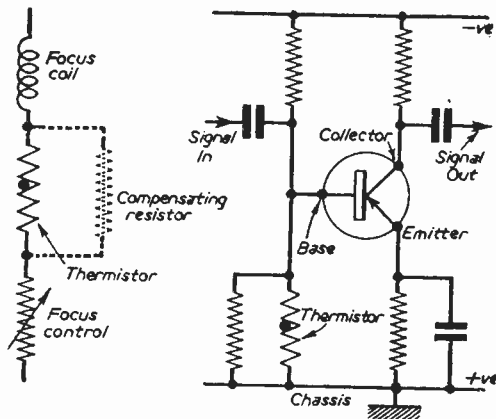 Focus
coil
Compensating
resistor
Thermistor
Focus
control
-ve
Signal
In
Collector
Signal
Out
Base
Emitter
Thermistor
Chassis
+ve